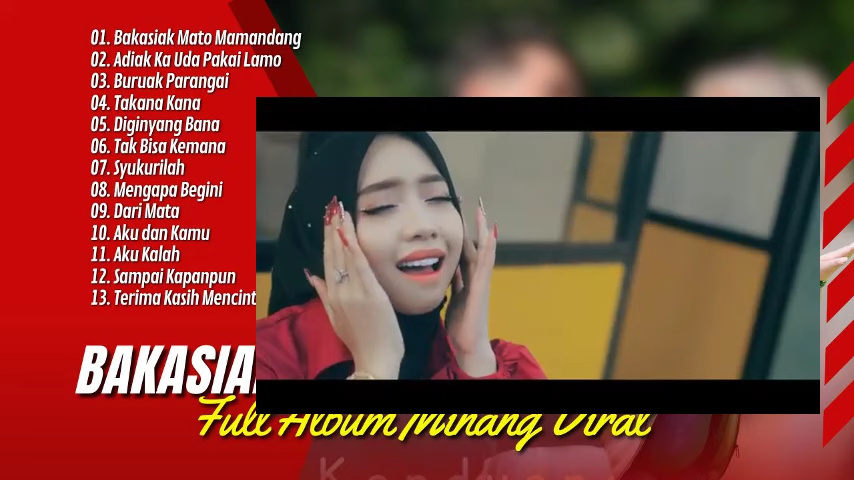 01. Bakasiak Mato Mamandang
02. Adiak Ka Uda Pakai Lamo
03. Buruak Parangai
04. Takana Kana
05. Diginyang Bana
06. Tak Bisa Kemana
07. Syukurilah
08. Mengapa Begini
09. Dari Mata
10. Aku dan Kamu
11. Aku Kalah
12. Sampai Kapanpun
13. Terima Kasih Mencint
BAKASIA
Full Album Minang Viral